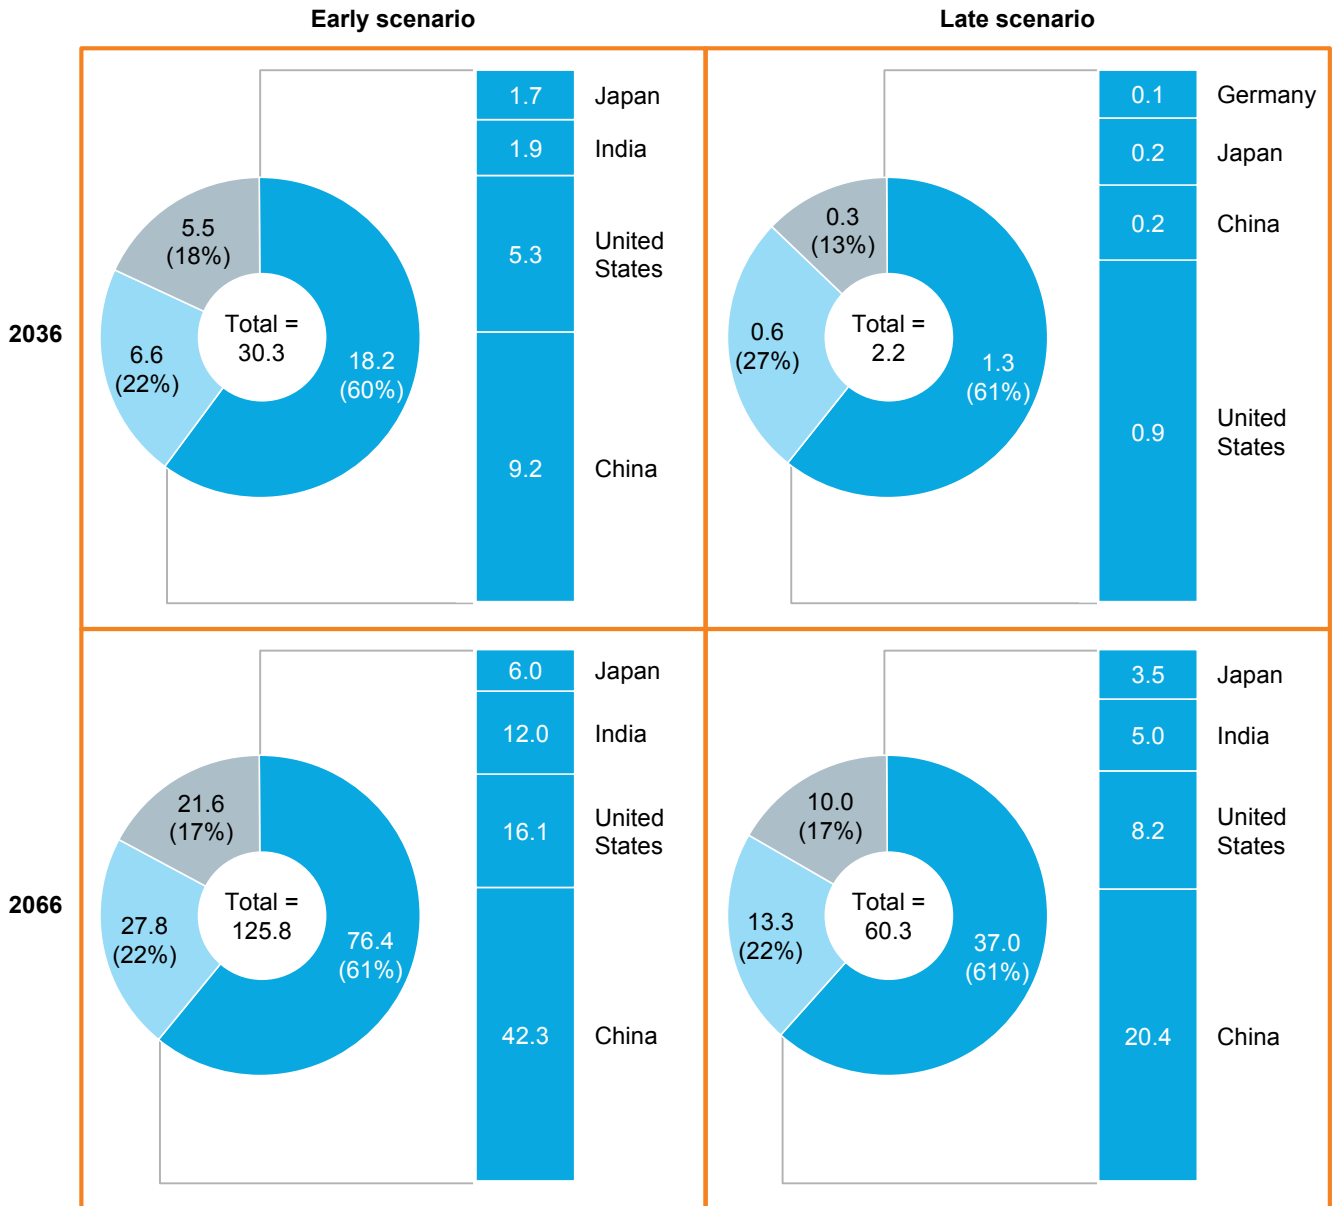 Early scenario
Late scenario
2036
1.7
Japan
1.9
India
5.3
United
States
9.2
China
5.5
(18%)
6.6
(22%)
18.2
(60%)
Total =
30.3
0.1
Germany
0.2
Japan
0.2
China
0.9
United
States
0.3
(13%)
0.6
(27%)
1.3
(61%)
Total =
2.2
2066
6.0
Japan
12.0
India
16.1
United
States
42.3
China
21.6
(17%)
27.8
(22%)
76.4
(61%)
Total =
125.8
3.5
Japan
5.0
India
8.2
United
States
20.4
China
10.0
(17%)
13.3
(22%)
37.0
(61%)
Total =
60.3